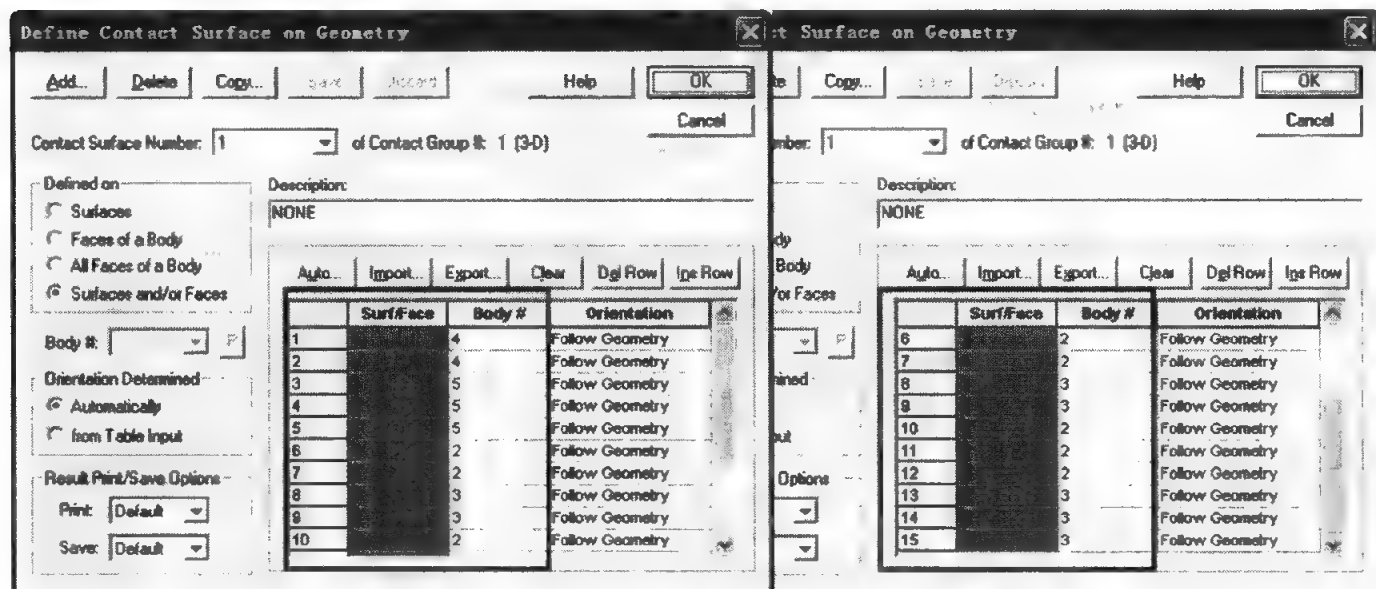 Define Contact Surface on Geometry
Add... Delete Copy... Save Discard Help OK
Cancel
Contact Surface Number: 1 of Contact Group #: 1 (3-D)
Defined on
Surfaces
Faces of a Body
All Faces of a Body
Surfaces and/or Faces
Body #: P
Orientation Determined
Automatically
from Table Input
Result Print/Save Options
Print: Default
Save: Default
Description:
NONE
Auto... Import... Export... Clear Del Row Ins Row
Surf/Face Body # Orientation
1 4 Follow Geometry
2 4 Follow Geometry
3 5 Follow Geometry
4 5 Follow Geometry
5 5 Follow Geometry
6 2 Follow Geometry
7 2 Follow Geometry
8 3 Follow Geometry
9 3 Follow Geometry
10 2 Follow Geometry
ct Surface on Geometry
te Copy... Help OK
Cancel
mber: 1 of Contact Group #: 1 (3-D)
dy
Body
/or Faces
P
mined
put
Options
Description:
NONE
Auto... Import... Export... Clear Del Row Ins Row
Surf/Face Body # Orientation
6 2 Follow Geometry
7 2 Follow Geometry
8 3 Follow Geometry
9 3 Follow Geometry
10 3 Follow Geometry
11 2 Follow Geometry
12 2 Follow Geometry
13 3 Follow Geometry
14 3 Follow Geometry
15 3 Follow Geometry